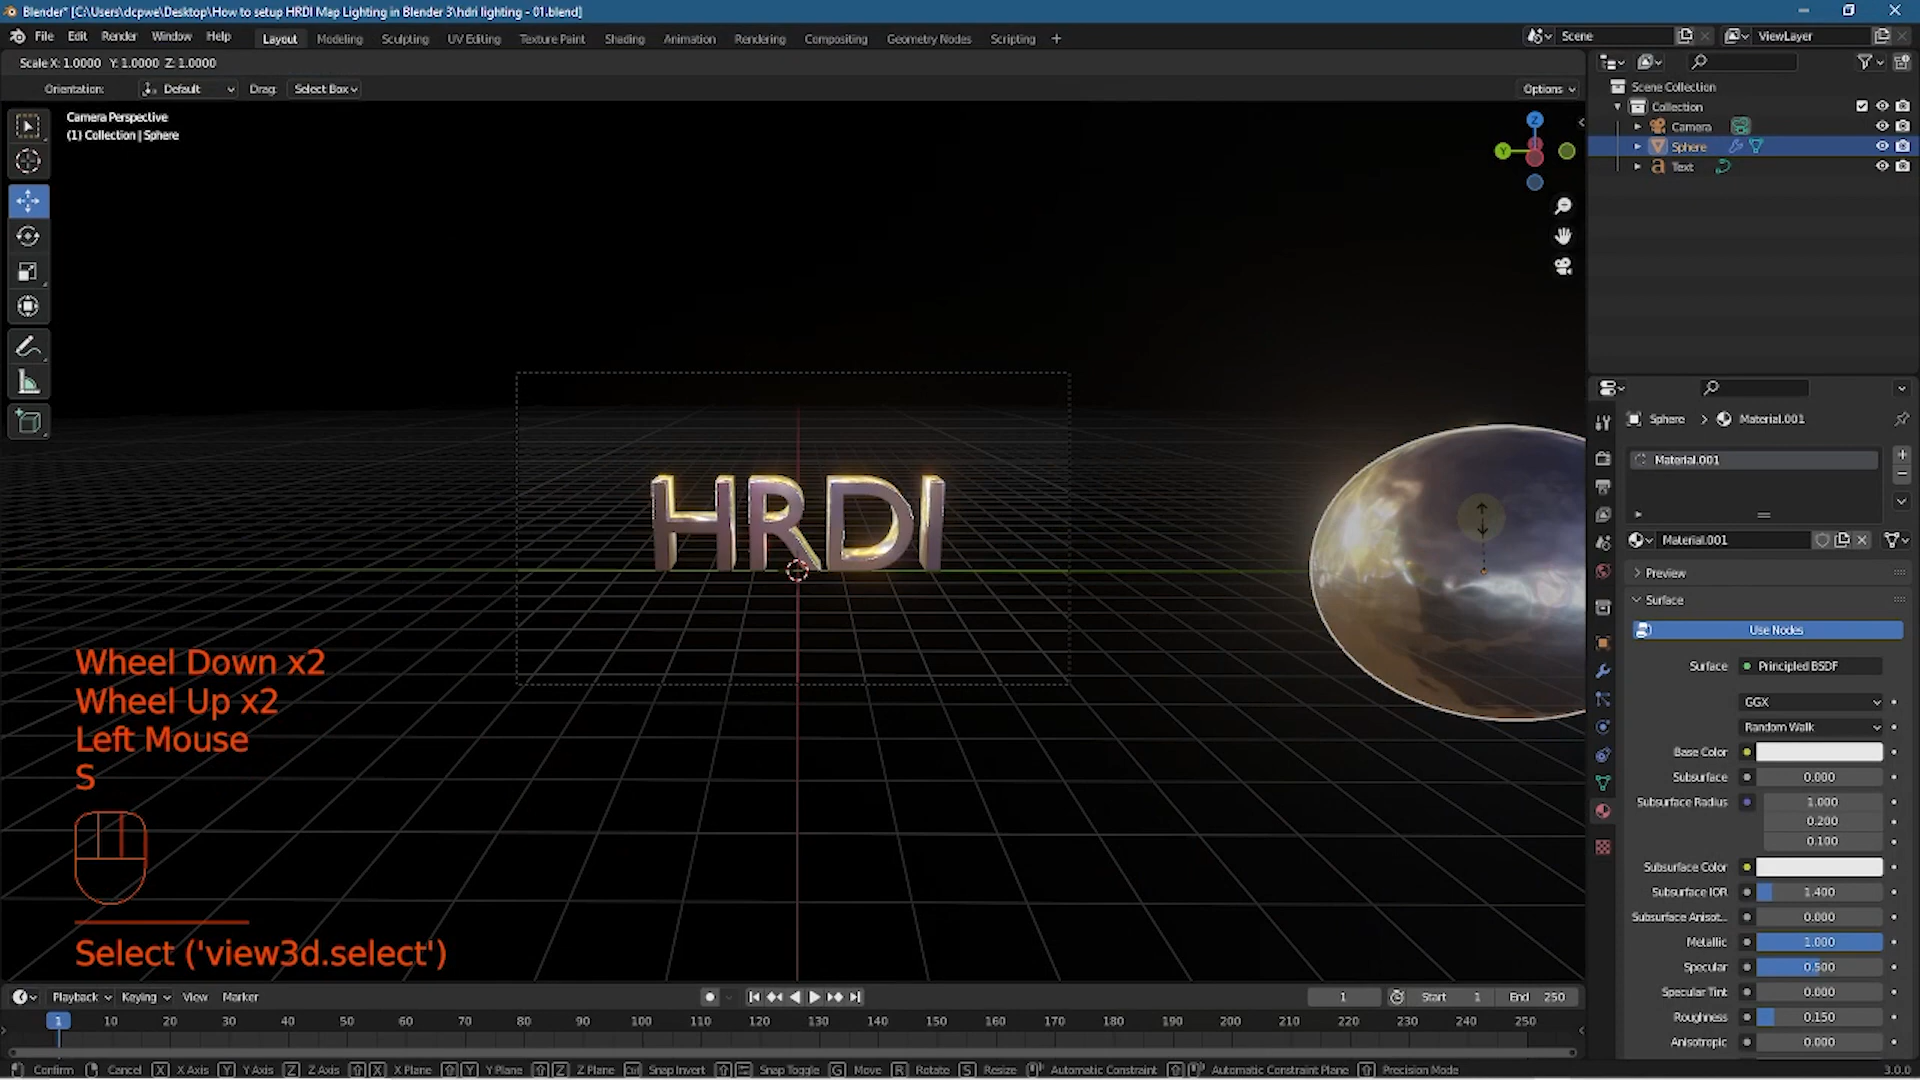 Blender* [C:\Users\dcpwe\Desktop\How to setup HRDI Map Lighting in Blender 3\hdri lighting - 01.blend]
File Edit Render Window Help Layout Modeling Sculpting UV Editing Texture Paint Shading Animation Rendering Compositing Geometry Nodes Scripting + Scene ViewLayer
Scale X: 1.0000 Y: 1.0000 Z: 1.0000
Orientation: Default Drag: Select Box Options
Camera Perspective
(1) Collection | Sphere
Z
Y
Scene Collection
Collection
Camera
Sphere
Text
HRDI
Wheel Down x2
Wheel Up x2
Left Mouse
S
Select ('view3d.select')
Sphere > Material.001
Material.001
Material.001
Preview
Surface
Use Nodes
Surface Principled BSDF
GGX
Random Walk
Base Color
Subsurface 0.000
Subsurface Radius 1.000
0.200
0.100
Subsurface Color
Subsurface IOR 1.400
Subsurface Anisot... 0.000
Metallic 1.000
Specular 0.500
Specular Tint 0.000
Roughness 0.150
Anisotropic 0.000
Playback Keying View Marker 1 Start 1 End 250
1 10 20 30 40 50 60 70 80 90 100 110 120 130 140 150 160 170 180 190 200 210 220 230 240 250
Confirm Cancel X X Axis Y Y Axis Z Z Axis X X Plane Y Y Plane Z Z Plane Ctrl Snap Invert Snap Toggle G Move R Rotate S Resize Automatic Constraint Automatic Constraint Plane Precision Mode 3.0.0